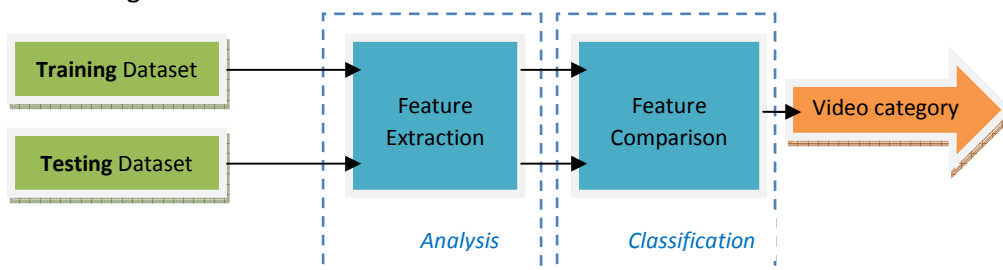 Training Dataset
Testing Dataset
Feature
Extraction
Feature
Comparison
Video category
Analysis
Classification